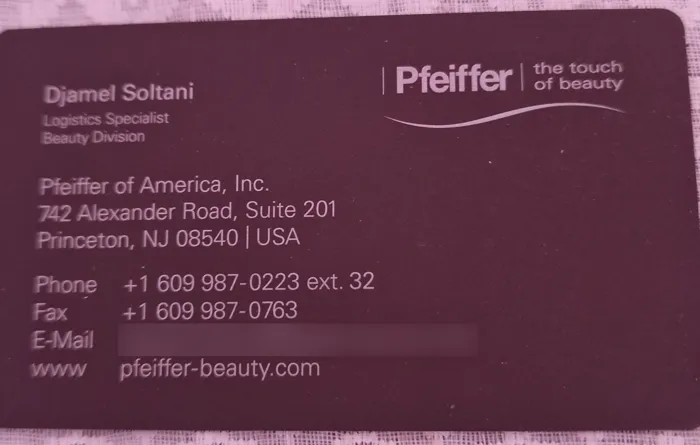 Djamel Soltani
Logistics Specialist
Beauty Division
Pfeiffer | the touch
of beauty
Pfeiffer of America, Inc.
742 Alexander Road, Suite 201
Princeton, NJ 08540 | USA
Phone +1 609 987-0223 ext. 32
Fax +1 609 987-0763
E-Mail
www pfeiffer-beauty.com